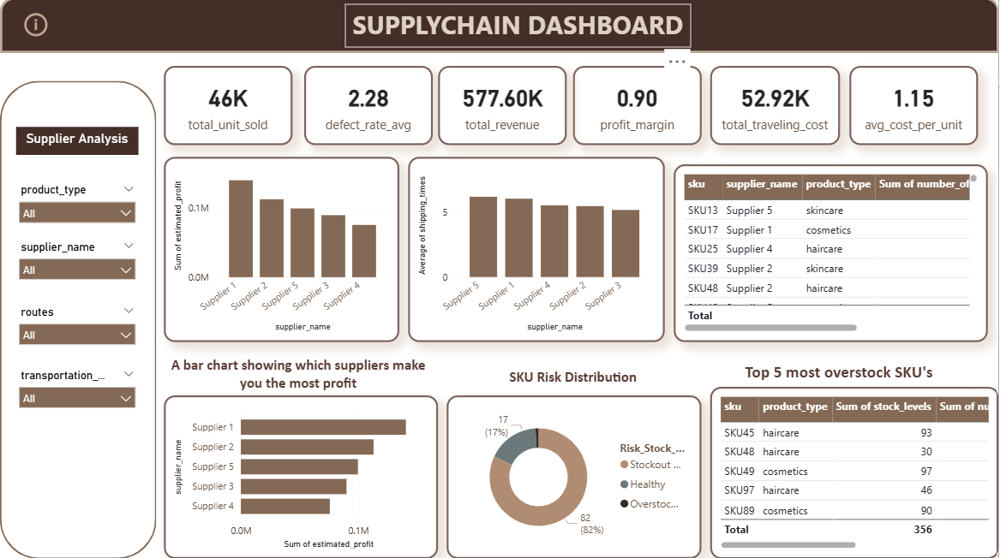 i
SUPPLYCHAIN DASHBOARD
46K
total_unit_sold
2.28
defect_rate_avg
577.60K
total_revenue
0.90
profit_margin
52.92K
total_traveling_cost
1.15
avg_cost_per_unit
Supplier Analysis
product_type
All
supplier_name
All
routes
All
transportation_...
All
Sum of estimated_profit
0.1M
0.0M
Supplier 1
Supplier 2
Supplier 5
Supplier 3
Supplier 4
supplier_name
Average of shipping_times
5
0
Supplier 5
Supplier 1
Supplier 4
Supplier 2
Supplier 3
supplier_name
sku supplier_name product_type Sum of number_of
SKU13 Supplier 5 skincare
SKU17 Supplier 1 cosmetics
SKU25 Supplier 4 haircare
SKU39 Supplier 2 skincare
SKU48 Supplier 2 haircare
Total
A bar chart showing which suppliers make
you the most profit
supplier_name
Supplier 1
Supplier 2
Supplier 5
Supplier 3
Supplier 4
0.0M 0.1M
Sum of estimated_profit
SKU Risk Distribution
17
(17%)
82
(82%)
Risk_Stock_...
Stockout ...
Healthy
Overstoc...
Top 5 most overstock SKU's
sku product_type Sum of stock_levels Sum of nu
SKU45 haircare 93
SKU48 haircare 30
SKU49 cosmetics 97
SKU97 haircare 46
SKU89 cosmetics 90
Total 356